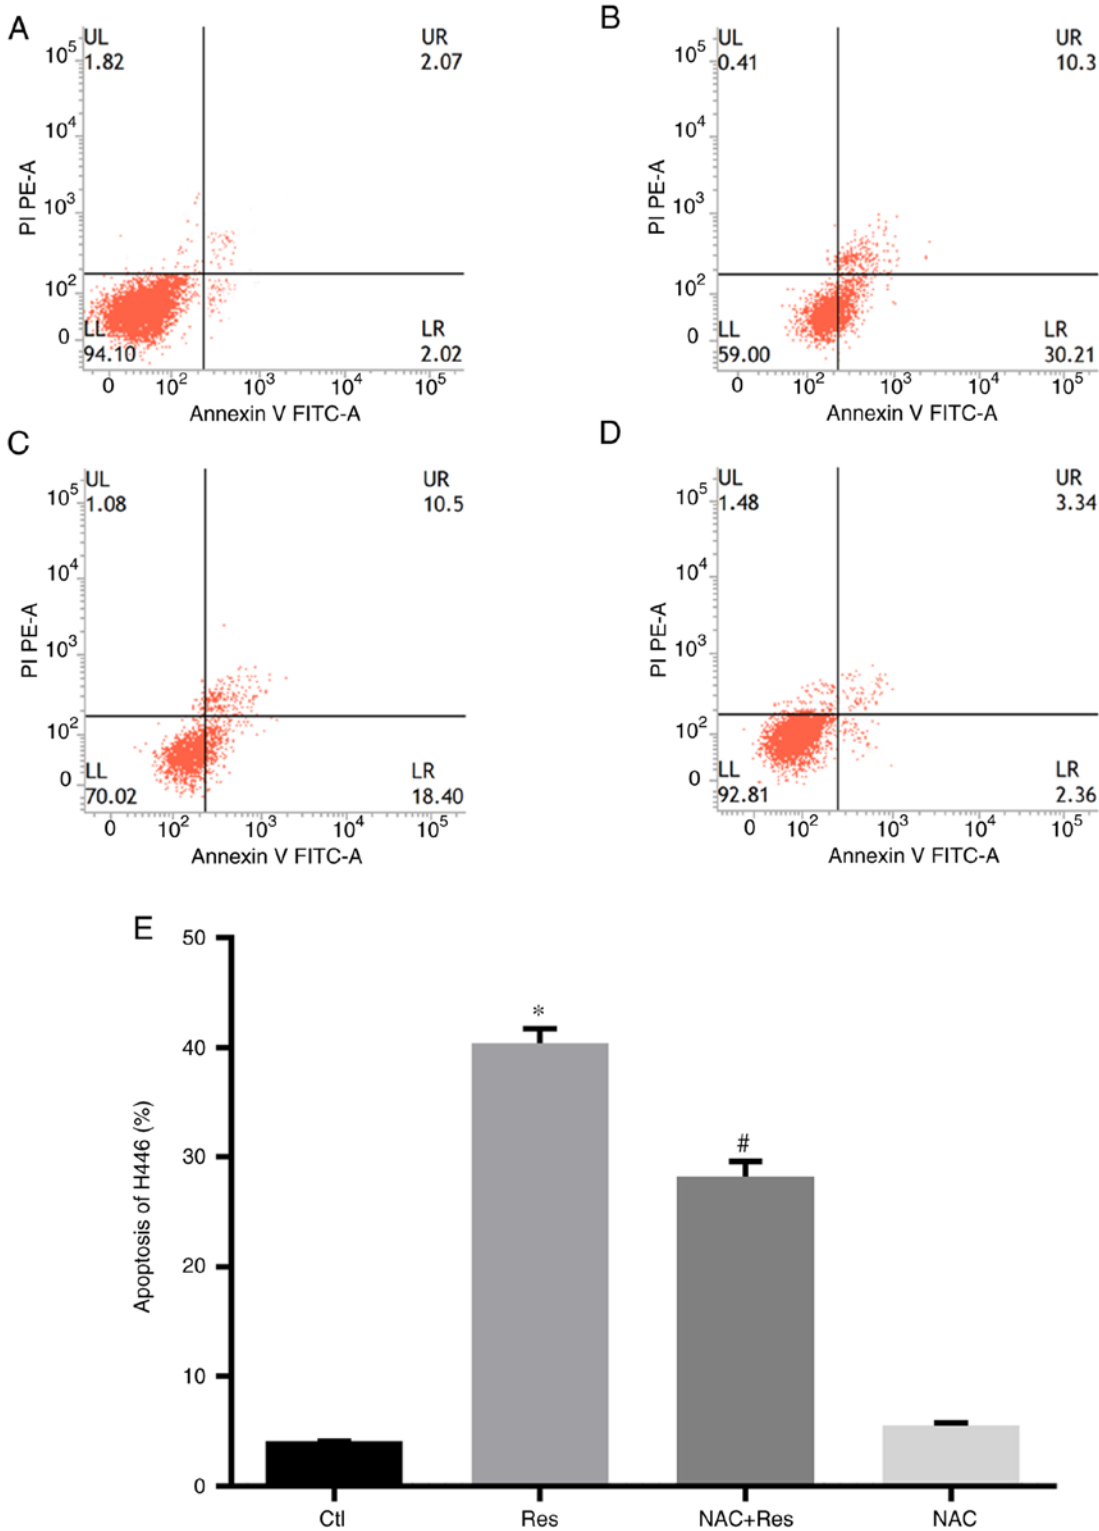 A
UL UR
1.82 2.07
10^5
10^4
10^3
10^2
0
PI PE-A
LL LR
94.10 2.02
0 10^2 10^3 10^4 10^5
Annexin V FITC-A
B
UL UR
0.41 10.3
10^5
10^4
10^3
10^2
0
PI PE-A
LL LR
59.00 30.21
0 10^2 10^3 10^4 10^5
Annexin V FITC-A
C
UL UR
1.08 10.5
10^5
10^4
10^3
10^2
0
PI PE-A
LL LR
70.02 18.40
0 10^2 10^3 10^4 10^5
Annexin V FITC-A
D
UL UR
1.48 3.34
10^5
10^4
10^3
10^2
0
PI PE-A
LL LR
92.81 2.36
0 10^2 10^3 10^4 10^5
Annexin V FITC-A
E
50
40
30
20
10
0
Apoptosis of H446 (%)
*
#
Ctl Res NAC+Res NAC